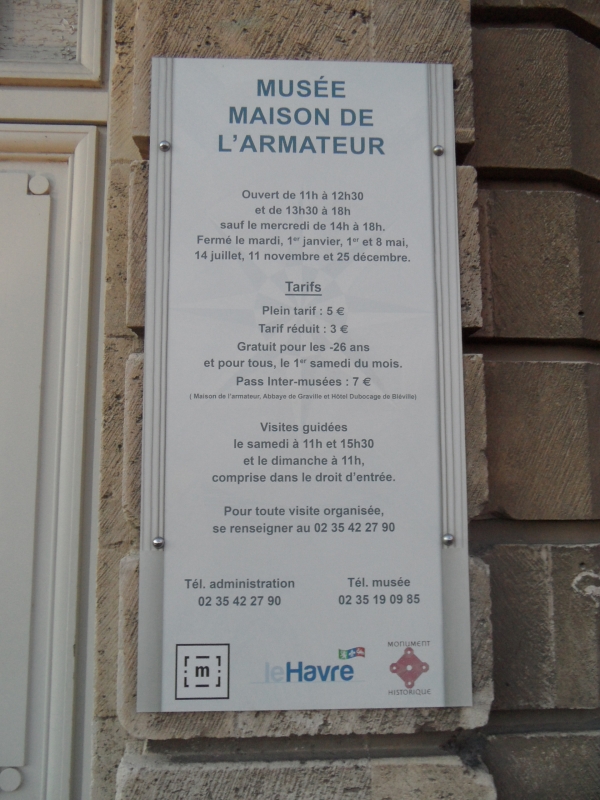 MUSÉE
MAISON DE
L'ARMATEUR
Ouvert de 11h à 12h30
et de 13h30 à 18h
sauf le mercredi de 14h à 18h.
Fermé le mardi, 1er janvier, 1er et 8 mai,
14 juillet, 11 novembre et 25 décembre.
Tarifs
Plein tarif : 5 €
Tarif réduit : 3 €
Gratuit pour les -26 ans
et pour tous, le 1er samedi du mois.
Pass Inter-musées : 7 €
( Maison de l'armateur, Abbaye de Graville et Hôtel Dubocage de Bléville)
Visites guidées
le samedi à 11h et 15h30
et le dimanche à 11h,
comprise dans le droit d'entrée.
Pour toute visite organisée,
se renseigner au 02 35 42 27 90
Tél. administration
02 35 42 27 90
Tél. musée
02 35 19 09 85
[m]
leHavre
MONUMENT
HISTORIQUE